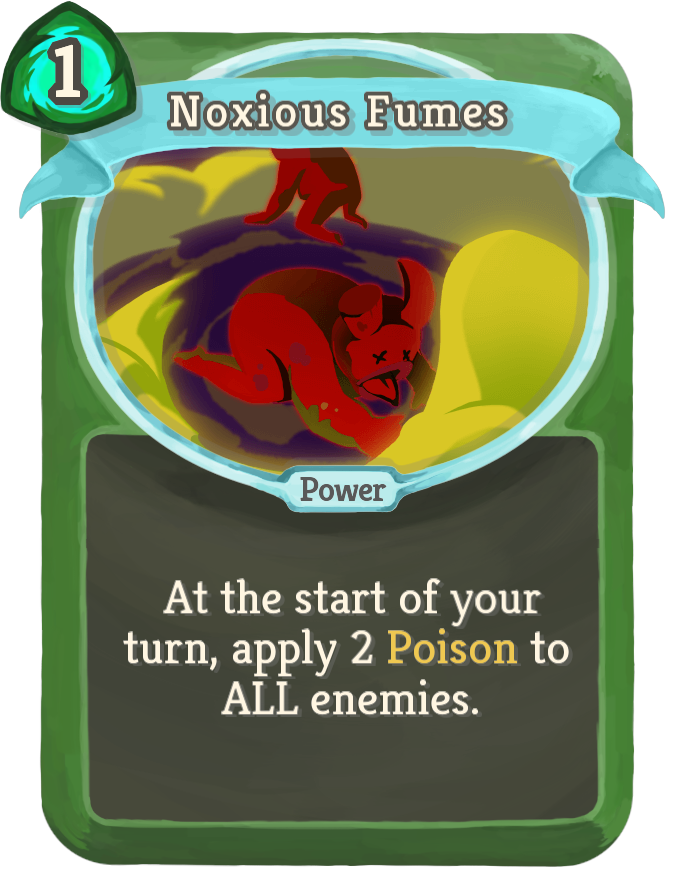 1
Noxious Fumes
Power
At the start of your
turn, apply 2 Poison to
ALL enemies.